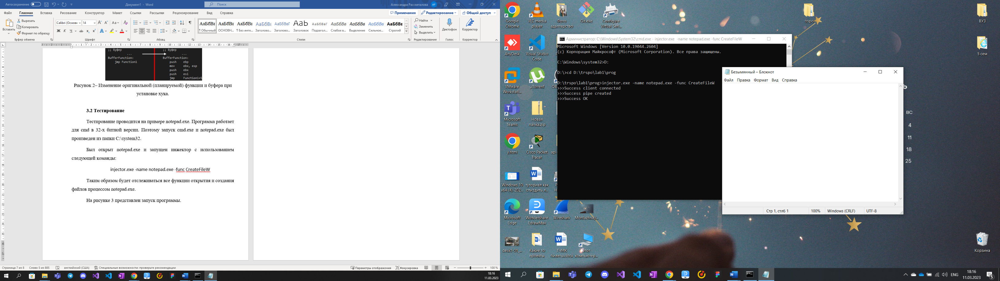 Автосохранение
Документ1 - Word
Поиск
Александра Рассветалова
АР
Файл
Главная
Вставка
Рисование
Конструктор
Макет
Ссылки
Рассылки
Рецензирование
Вид
Справка
Примечания
Редактирование
Общий доступ
Вставить
Вырезать
Копировать
Формат по образцу
Буфер обмена
Calibri (Основн
14
Шрифт
Абзац
¶ Обычный
ОСНОВН...
¶ Без инте...
Заголово...
Заголово...
Заголовок
Подзагол...
Слабое в...
Выделение
Сильное...
Строгий
Стили
Найти
Заменить
Выделить
Редактирование
Диктофон
Голос
Корректор
Корректор
;; Буфер ;; Буфер
... ...
BufferFunction: BufferFunction:
jmp Function1 push ebp
mov ebx, esp
push ebx
push esi
jmp Function1+5
Рисунок 2– Изменение оригинальной (планируемой) функции и буфера при
установке хука.
3.2 Тестирование
Тестирование проводится на примере notepad.exe. Программа работает
для cmd в 32-х битной версии. Поэтому запуск cmd.exe и notepad.exe был
произведен из папки C:\system32.
Был открыт notepad.exe и запущен инжектор с использованием
следующей команды:
injector.exe -name notepad.exe -func CreateFileW
Таким образом будет отслеживаться все функции открытия и создания
файлов процессом notepad.exe.
На рисунке 3 представлен запуск программы.
Страница 7 из 8
Слово 5 из 885
английский (США)
Специальные возможности: проверьте рекомендации
Параметры отображения
Фокусировка
100 %
18:16
11.03.2023
Google
Chrome
VLC media
player
Фото
адаптерство
Git.exe
Configure
Virtual Seri...
trspo
ВУЗ
AnyDesk
Visual Studio
Code
5 сем
VMware
Workstati...
µTorrent
Microsoft
Teams
Новая
папка.zip
y.html
Cisco Packet
Tracer
Windows 10
x64 (4)-202...
туториал как
спиздить л...
Microsoft
Edge
Wondershare
EdrawMax
Wireshark
Montazhnay...
desk1-01_...
Какие то
проекты
ТЧМК
билеты.docx
Этот
компьютер...
Корзина
Администратор: C:\Windows\System32\cmd.exe - injector.exe -name notepad.exe -func CreateFileW
Microsoft Windows [Version 10.0.19044.2604]
(c) Корпорация Майкрософт (Microsoft Corporation). Все права защищены.
C:\Windows\system32>D:
D:\>cd D:\trspo\lab1\prog
D:\trspo\lab1\prog>injector.exe -name notepad.exe -func CreateFileW
>>>Success client connected
>>>Success pipe created
>>>Success OK
Безымянный – Блокнот
Файл
Правка
Формат
Вид
Справка
Стр 1, стлб 1
100%
Windows (CRLF)
UTF-8
ВС
4
11
18
25
ENG
18:16
11.03.2023
5